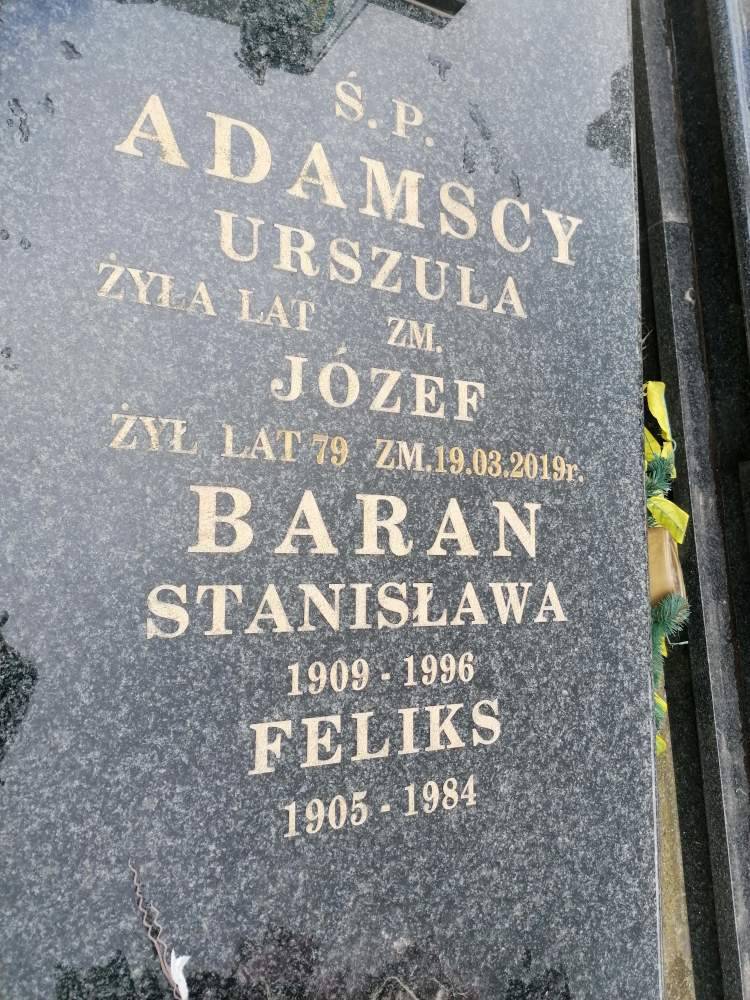 Ś. P.
ADAMSCY
URSZULA
ŻYŁA LAT ZM.
JÓZEF
ŻYŁ LAT 79 ZM. 19.03.2019r.
BARAN
STANISŁAWA
1909 - 1996
FELIKS
1905 - 1984